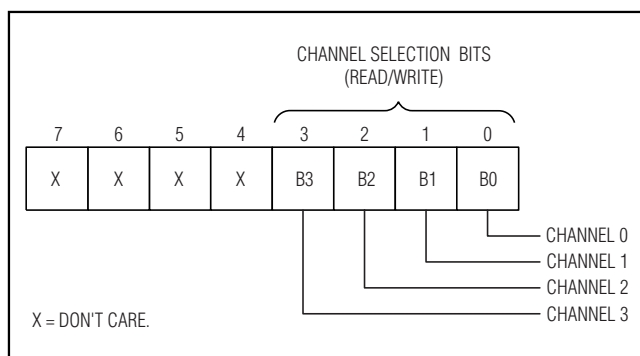 CHANNEL SELECTION BITS
(READ/WRITE)
7 6 5 4 3 2 1 0
X X X X B3 B2 B1 B0
CHANNEL 0
CHANNEL 1
CHANNEL 2
CHANNEL 3
X = DON'T CARE.